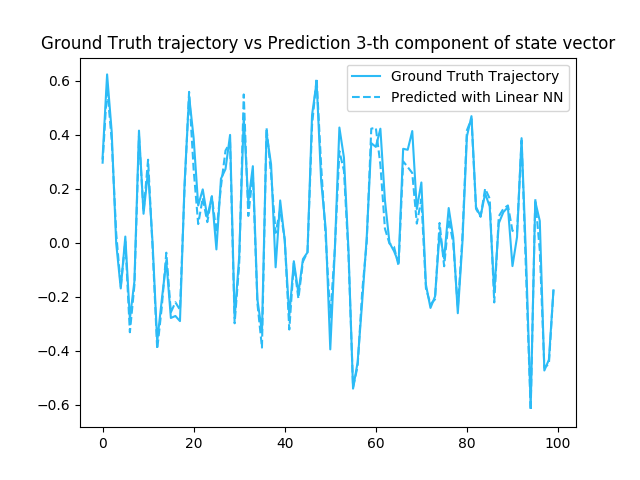 Ground Truth trajectory vs Prediction 3-th component of state vector
Ground Truth Trajectory
Predicted with Linear NN
0.6
0.4
0.2
0.0
−0.2
−0.4
−0.6
0 20 40 60 80 100